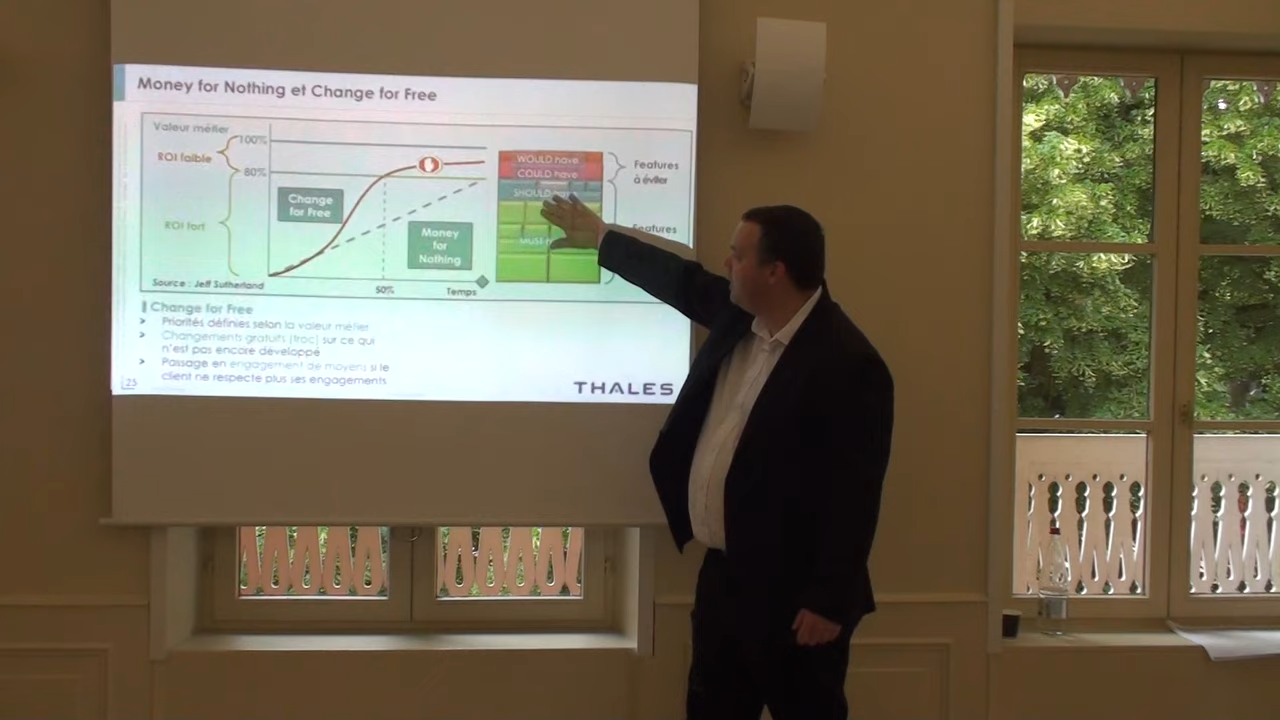 Money for Nothing et Change for Free
Valeur métier
100%
ROI faible
80%
Change
for Free
ROI fort
Money
for
Nothing
Source : Jeff Sutherland
50%
Temps
WOULD have
COULD have
SHOULD have
MUST
Features
à éviter
Features
Change for Free
> Priorités définies selon la valeur métier
> Changements gratuits (troc) sur ce qui
n'est pas encore développé
> Passage en engagement de moyens si le
client ne respecte plus ses engagements
25
THALES